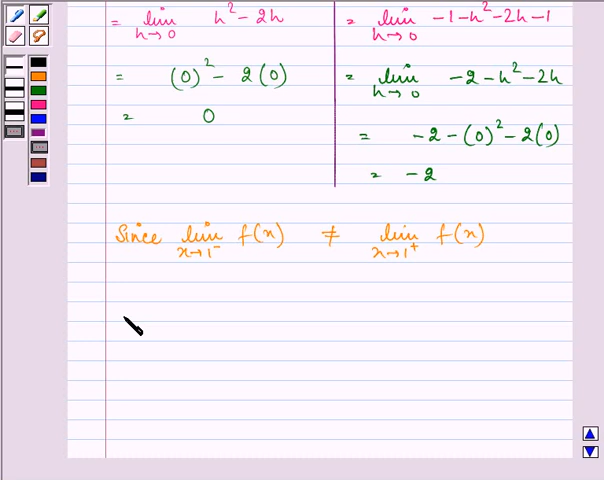 = lim h→0 h² - 2h
= (0)² - 2(0)
= 0
= lim h→0 -1-h²-2h-1
= lim h→0 -2-h²-2h
= -2-(0)²-2(0)
= -2
Since lim x→1⁻ f(x) ≠ lim x→1⁺ f(x)